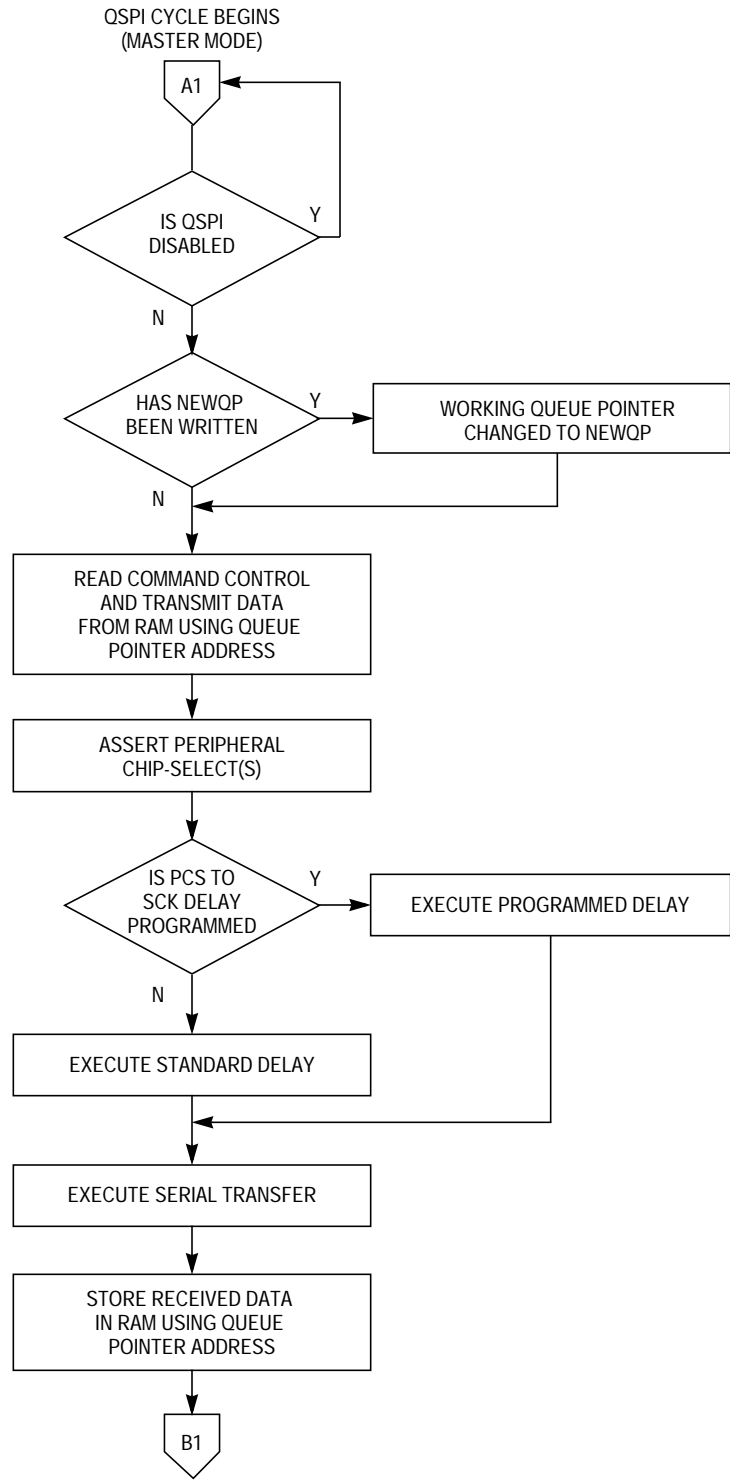 QSPI CYCLE BEGINS
(MASTER MODE)
A1
IS QSPI
DISABLED
Y
N
HAS NEWQP
BEEN WRITTEN
Y
WORKING QUEUE POINTER
CHANGED TO NEWQP
N
READ COMMAND CONTROL
AND TRANSMIT DATA
FROM RAM USING QUEUE
POINTER ADDRESS
ASSERT PERIPHERAL
CHIP-SELECT(S)
IS PCS TO
SCK DELAY
PROGRAMMED
Y
EXECUTE PROGRAMMED DELAY
N
EXECUTE STANDARD DELAY
EXECUTE SERIAL TRANSFER
STORE RECEIVED DATA
IN RAM USING QUEUE
POINTER ADDRESS
B1